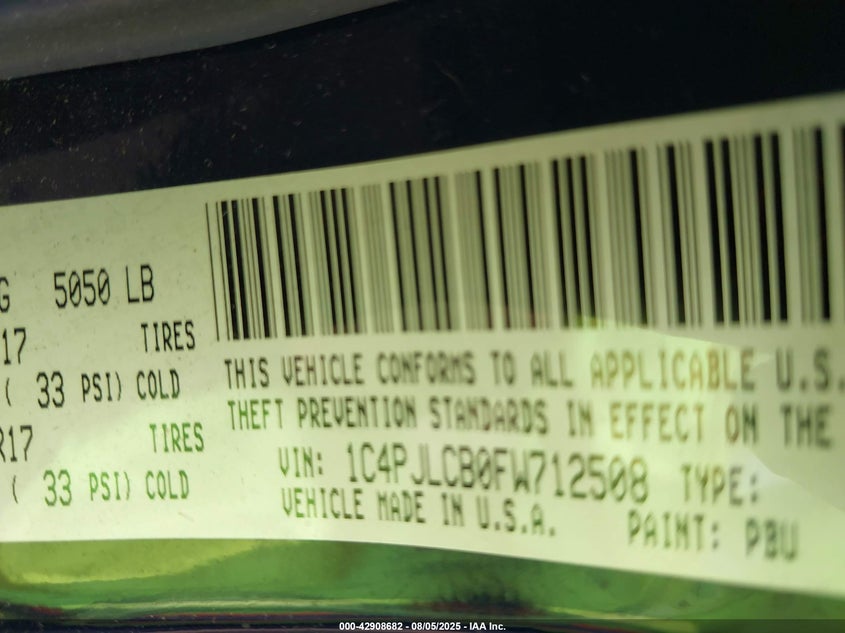 G 5050 LB
17 TIRES
( 33 PSI) COLD
R17 TIRES
( 33 PSI) COLD
THIS VEHICLE CONFORMS TO ALL APPLICABLE U.S.
THEFT PREVENTION STANDARDS IN EFFECT ON THE
VIN: 1C4PJLCB0FW712508 TYPE:
VEHICLE MADE IN U.S.A. PAINT: PBU
000-42908682 - 08/05/2025 - IAA Inc.